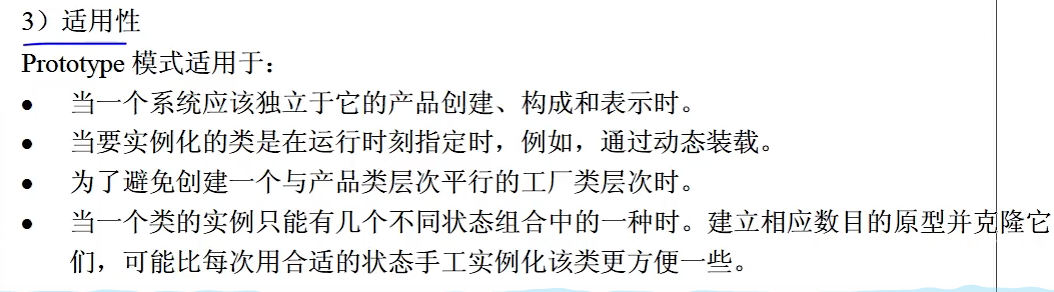 3）适用性
Prototype 模式适用于：
● 当一个系统应该独立于它的产品创建、构成和表示时。
● 当要实例化的类是在运行时刻指定时，例如，通过动态装载。
● 为了避免创建一个与产品类层次平行的工厂类层次时。
● 当一个类的实例只能有几个不同状态组合中的一种时。建立相应数目的原型并克隆它
们，可能比每次用合适的状态手工实例化该类更方便一些。